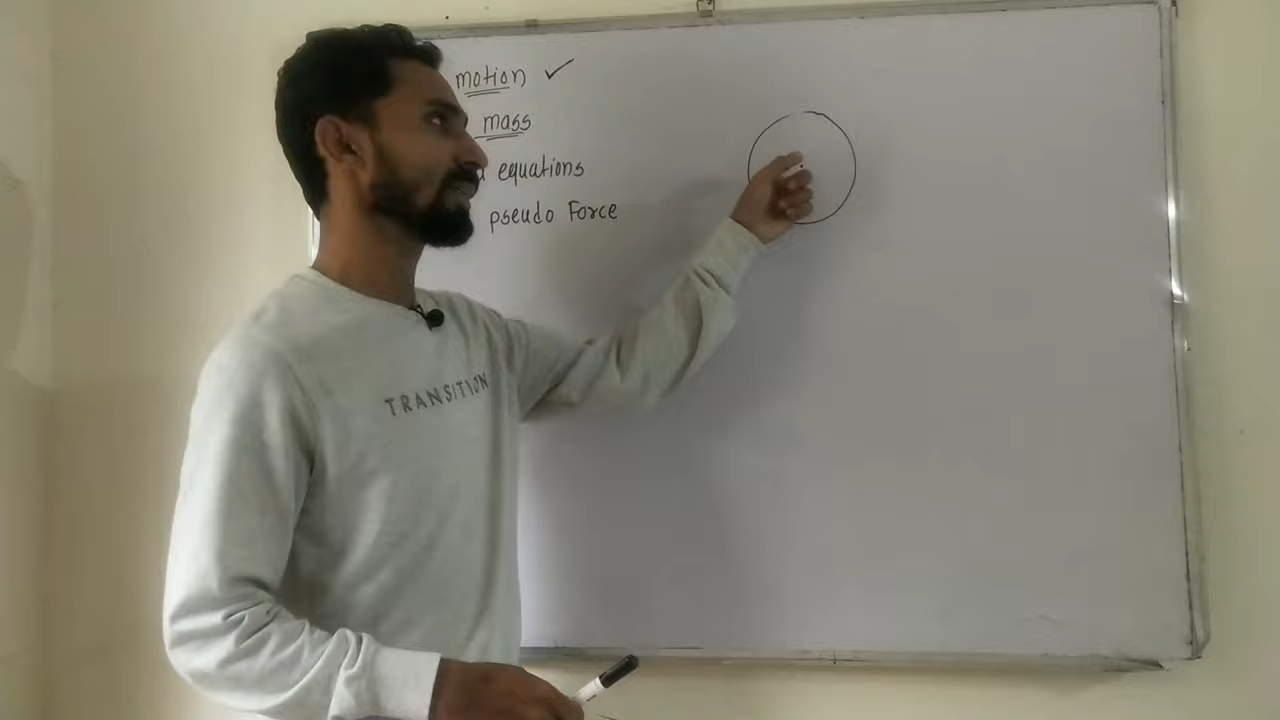 motion ✓
mass
equations
pseudo Force
TRANSITION